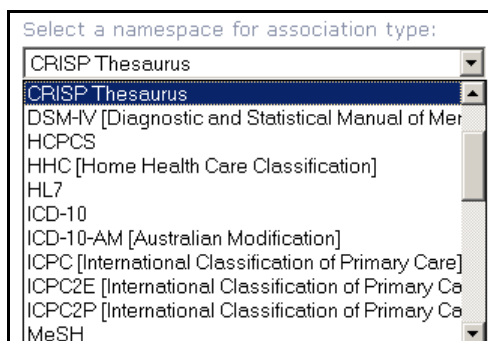 Select a namespace for association type:
CRISP Thesaurus
CRISP Thesaurus
DSM-IV [Diagnostic and Statistical Manual of Mer
HCPCS
HHC [Home Health Care Classification]
HL7
ICD-10
ICD-10-AM [Australian Modification]
ICPC [International Classification of Primary Care]
ICPC2E [International Classification of Primary Ca
ICPC2P [International Classification of Primary Ca
MeSH